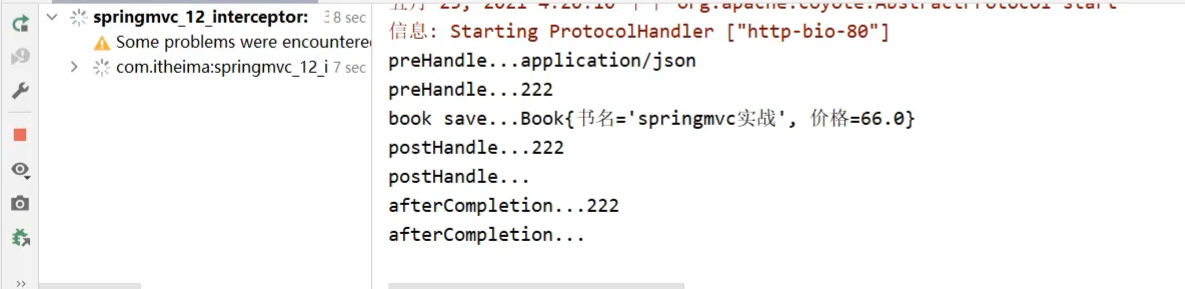 springmvc_12_interceptor: 8 sec
Some problems were encountere
com.itheima:springmvc_12_i 7 sec
信息: Starting ProtocolHandler ["http-bio-80"]
preHandle...application/json
preHandle...222
book save...Book{书名='springmvc实战', 价格=66.0}
postHandle...222
postHandle...
afterCompletion...222
afterCompletion...